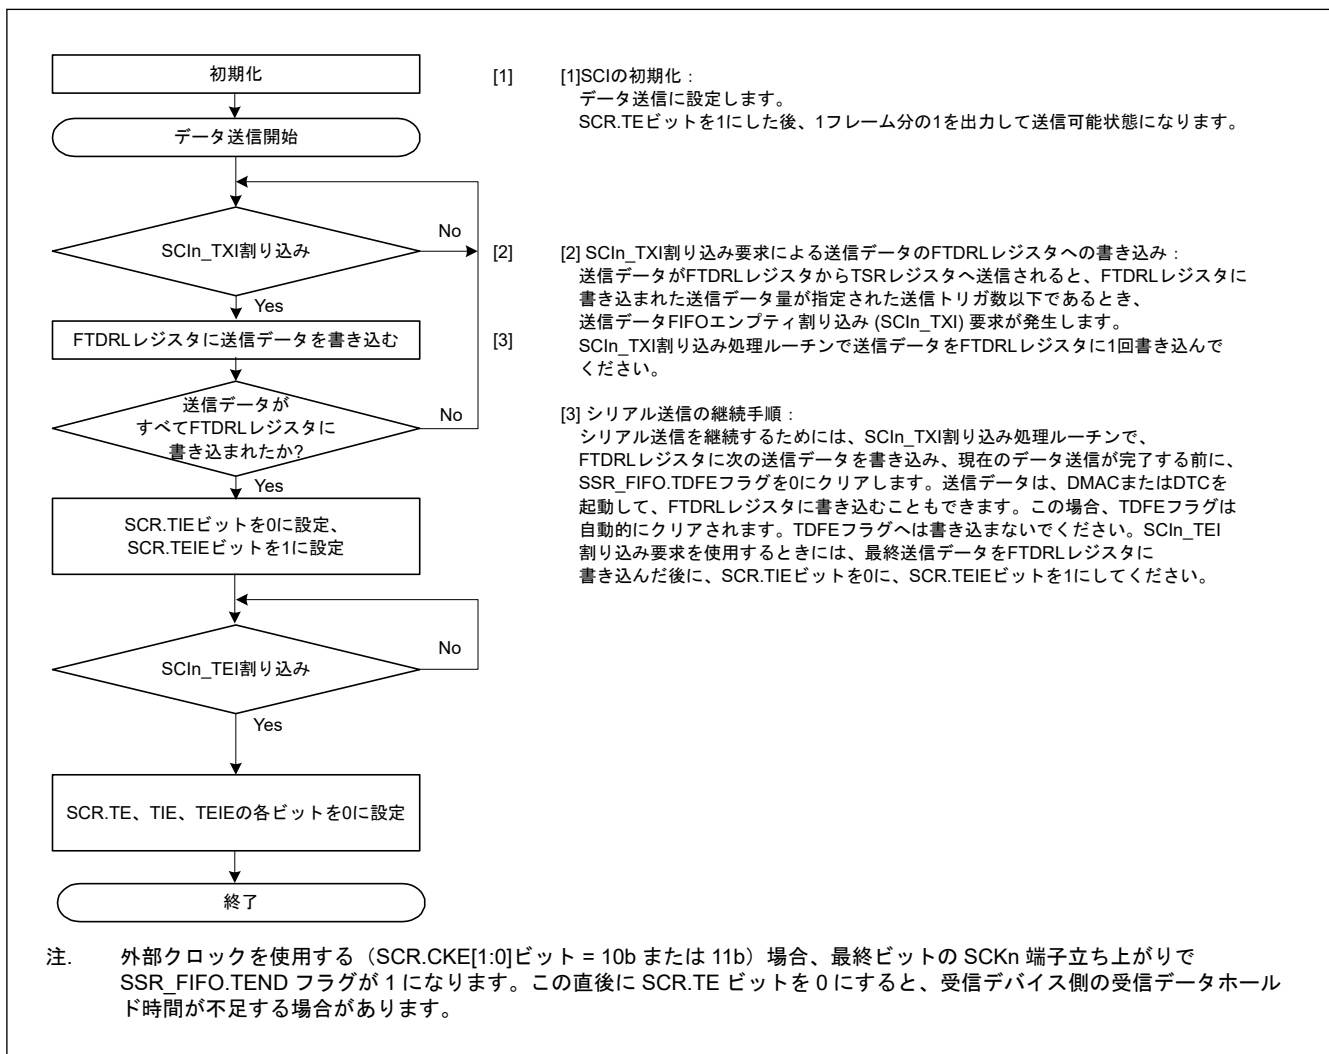 初期化
[1]
[1]SCIの初期化：
データ送信に設定します。
SCR.TEビットを1にした後、1フレーム分の1を出力して送信可能状態になります。
データ送信開始
SCIn_TXI割り込み
No
Yes
[2]
[2] SCIn_TXI割り込み要求による送信データのFTDRLレジスタへの書き込み：
送信データがFTDRLレジスタからTSRレジスタへ送信されると、FTDRLレジスタに
書き込まれた送信データ量が指定された送信トリガ数以下であるとき、
送信データFIFOエンプティ割り込み (SCIn_TXI) 要求が発生します。
SCIn_TXI割り込み処理ルーチンで送信データをFTDRLレジスタに1回書き込んで
ください。
FTDRLレジスタに送信データを書き込む
[3]
送信データが
すべてFTDRLレジスタに
書き込まれたか?
No
Yes
[3] シリアル送信の継続手順：
シリアル送信を継続するためには、SCIn_TXI割り込み処理ルーチンで、
FTDRLレジスタに次の送信データを書き込み、現在のデータ送信が完了する前に、
SSR_FIFO.TDFEフラグを0にクリアします。送信データは、DMACまたはDTCを
起動して、FTDRLレジスタに書き込むこともできます。この場合、TDFEフラグは
自動的にクリアされます。TDFEフラグへは書き込まないでください。SCIn_TEI
割り込み要求を使用するときには、最終送信データをFTDRLレジスタに
書き込んだ後に、SCR.TIEビットを0に、SCR.TEIEビットを1にしてください。
SCR.TIEビットを0に設定、
SCR.TEIEビットを1に設定
SCIn_TEI割り込み
No
Yes
SCR.TE、TIE、TEIEの各ビットを0に設定
終了
注. 外部クロックを使用する（SCR.CKE[1:0]ビット = 10b または 11b）場合、最終ビットの SCKn 端子立ち上がりで
SSR_FIFO.TEND フラグが 1 になります。この直後に SCR.TE ビットを 0 にすると、受信デバイス側の受信データホール
ド時間が不足する場合があります。